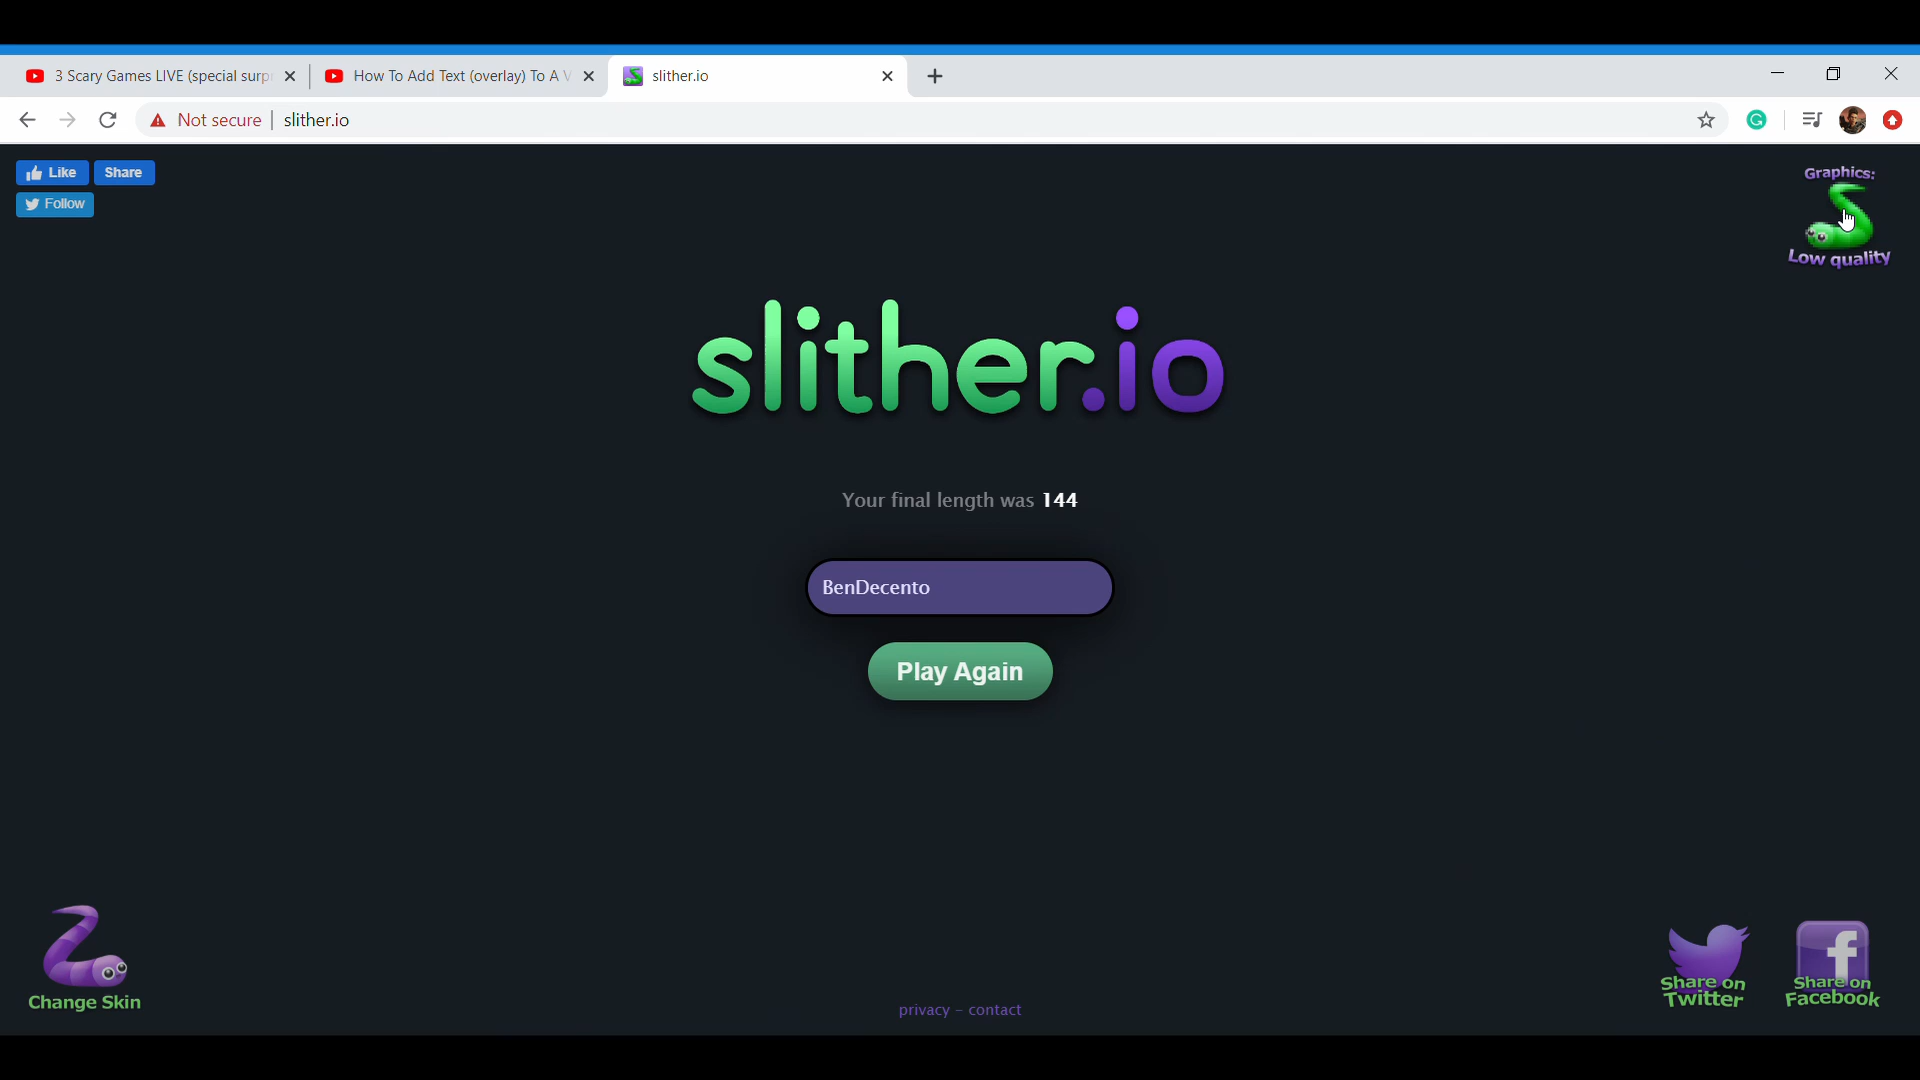 3 Scary Games LIVE (special surp
How To Add Text (overlay) To A V
slither.io
Not secure
slither.io
Like
Share
Follow
Graphics:
Low quality
slither.io
Your final length was 144
BenDecento
Play Again
Change Skin
privacy - contact
Share on
Twitter
Share on
Facebook